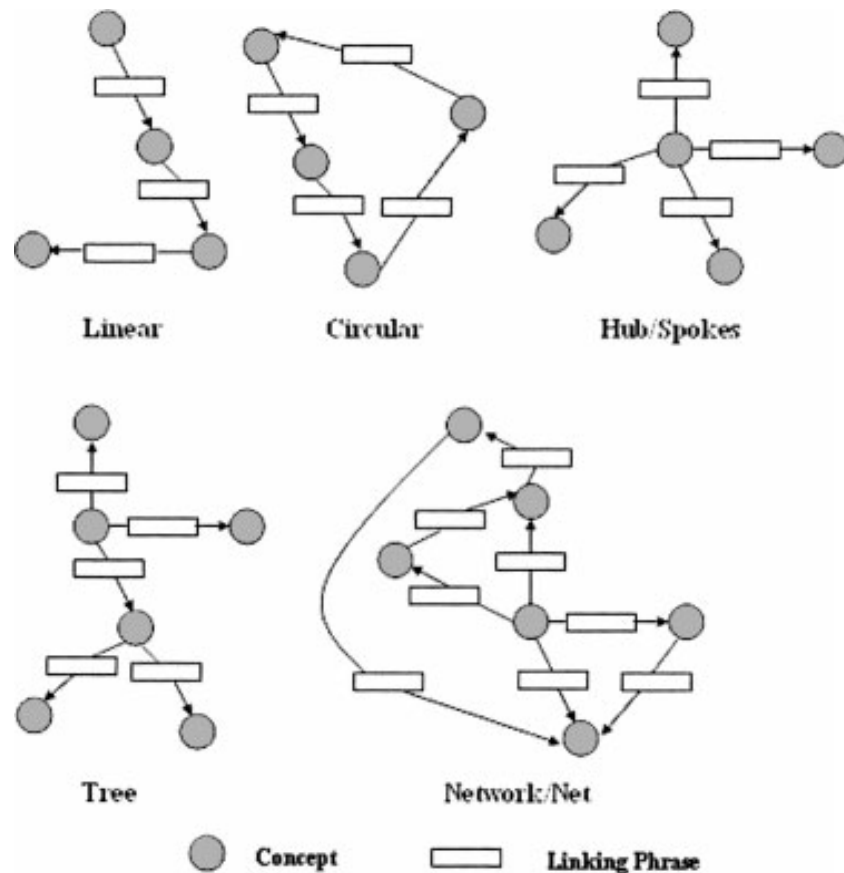 Linear
Circular
Hub/Spokes
Tree
Network/Net
Concept
Linking Phrase